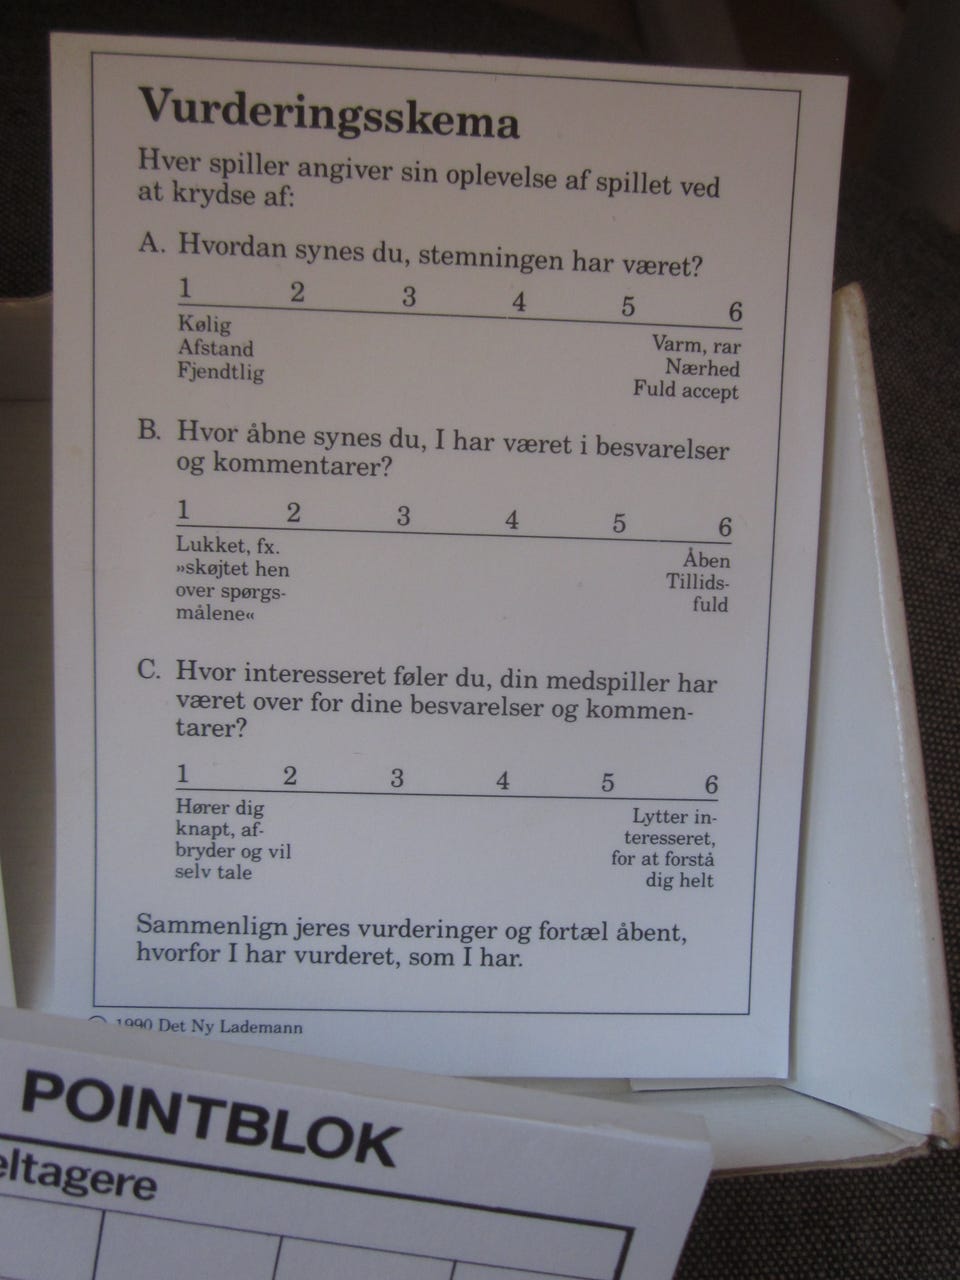 Vurderingsskema
Hver spiller angiver sin oplevelse af spillet ved
at krydse af:
A. Hvordan synes du, stemningen har været?
1 2 3 4 5 6
Kølig
Afstand
Fjendtlig
Varm, rar
Nærhed
Fuld accept
B. Hvor åbne synes du, I har været i besvarelser
og kommentarer?
1 2 3 4 5 6
Lukket, fx.
»skøjtet hen
over spørgs-
målene«
Åben
Tillids-
fuld
C. Hvor interesseret føler du, din medspiller har
været over for dine besvarelser og kommen-
tarer?
1 2 3 4 5 6
Hører dig
knapt, af-
bryder og vil
selv tale
Lytter in-
teresseret,
for at forstå
dig helt
Sammenlign jeres vurderinger og fortæl åbent,
hvorfor I har vurderet, som I har.
© 1990 Det Ny Lademann
POINTBLOK
eltagere